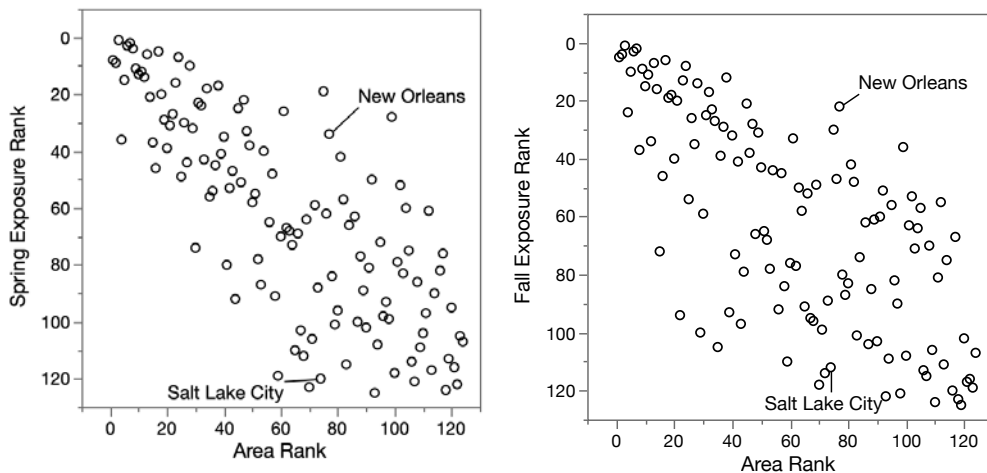 Spring Exposure Rank
0
20
40
60
80
100
120
New Orleans
Salt Lake City
0 20 40 60 80 100 120
Area Rank
Fall Exposure Rank
0
20
40
60
80
100
120
New Orleans
Salt Lake City
0 20 40 60 80 100 120
Area Rank